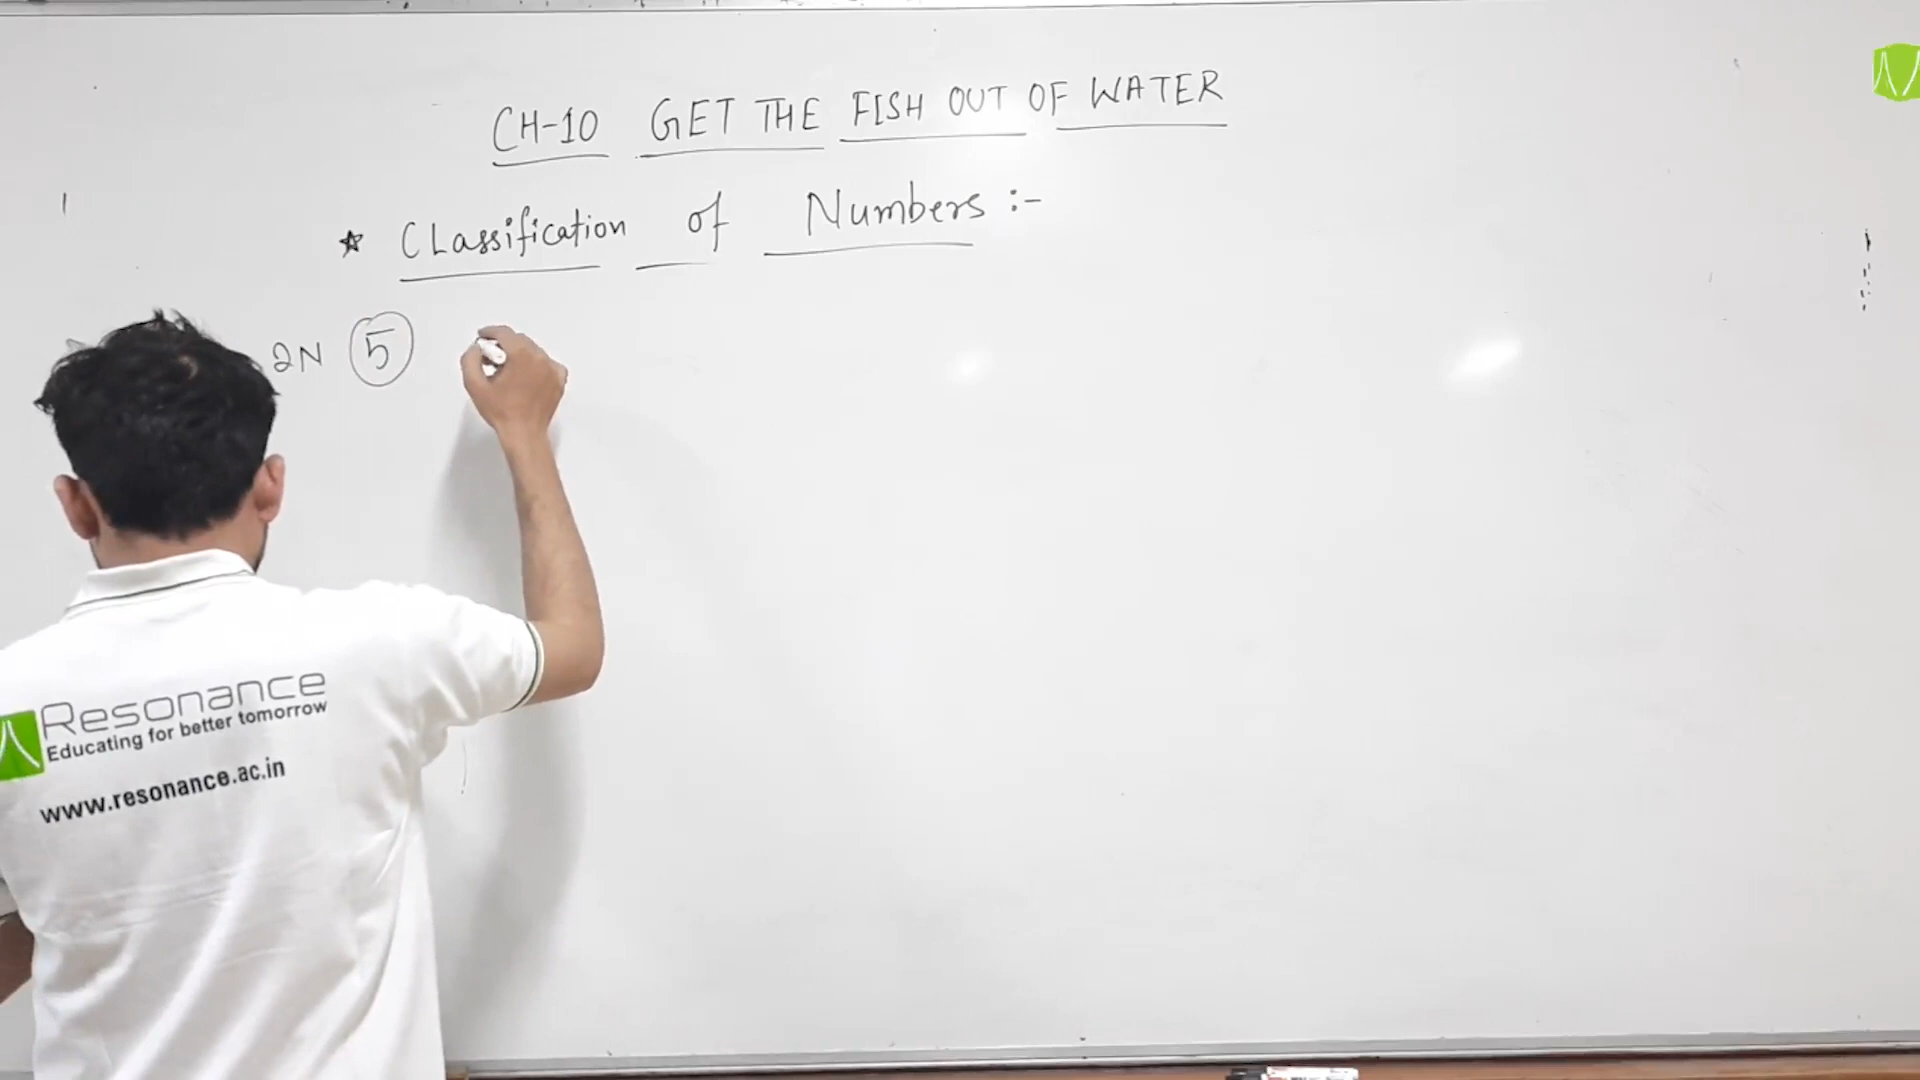 CH-10 GET THE FISH OUT OF WATER
* CLassification of Numbers :-
2N 5
Resonance
Educating for better tomorrow
www.resonance.ac.in